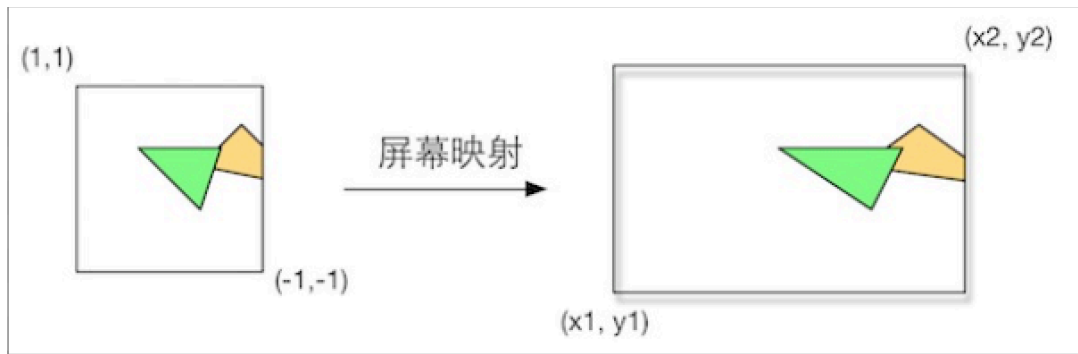 (1,1)
(x2, y2)
屏幕映射
(-1,-1)
(x1, y1)